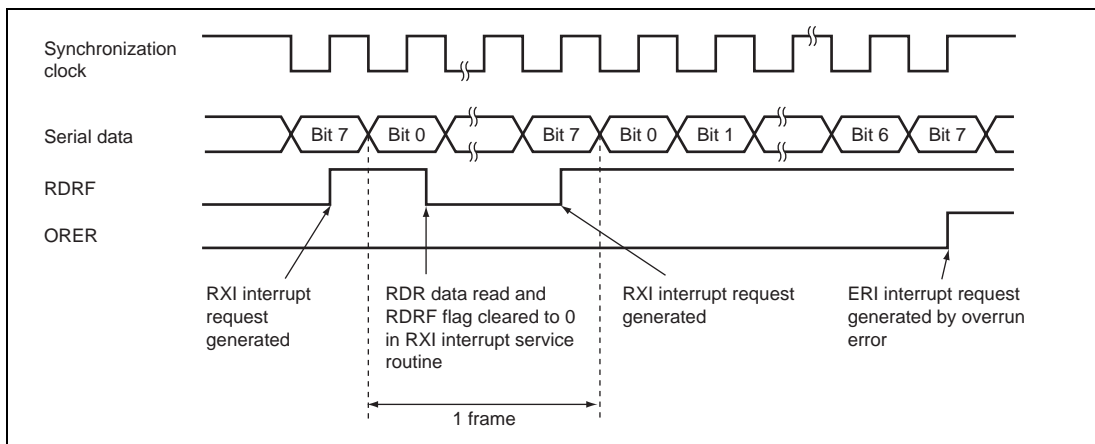 Synchronization
clock
Serial data
Bit 7
Bit 0
Bit 7
Bit 0
Bit 1
Bit 6
Bit 7
RDRF
ORER
RXI interrupt
request
generated
RDR data read and
RDRF flag cleared to 0
in RXI interrupt service
routine
RXI interrupt request
generated
ERI interrupt request
generated by overrun
error
1 frame